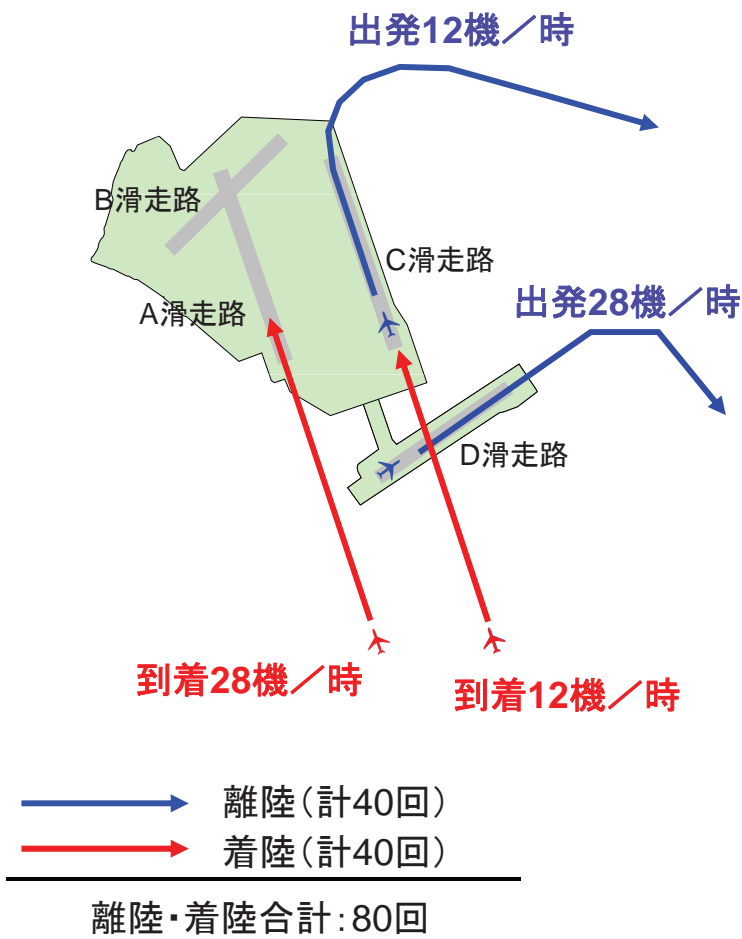 出発12機／時
B滑走路
C滑走路
出発28機／時
A滑走路
D滑走路
到着28機／時
到着12機／時
離陸（計40回）
着陸（計40回）
離陸・着陸合計：80回